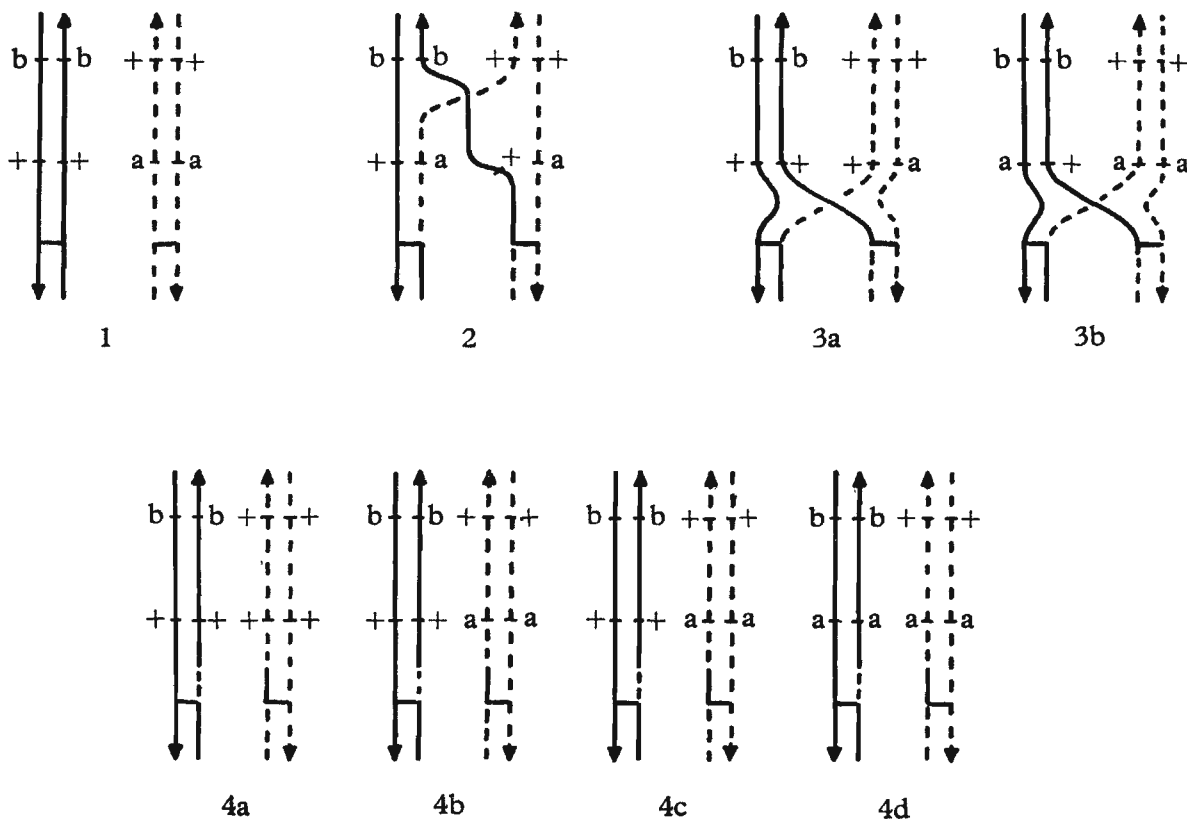 b b + +
b b + +
b b + +
b b + +
+ + a a
+ a + a
+ + + a
a + a a
1 2 3a 3b
b b + +
b b + +
b b + +
b b + +
+ + + +
+ + a a
+ + a a
a a a a
4a 4b 4c 4d